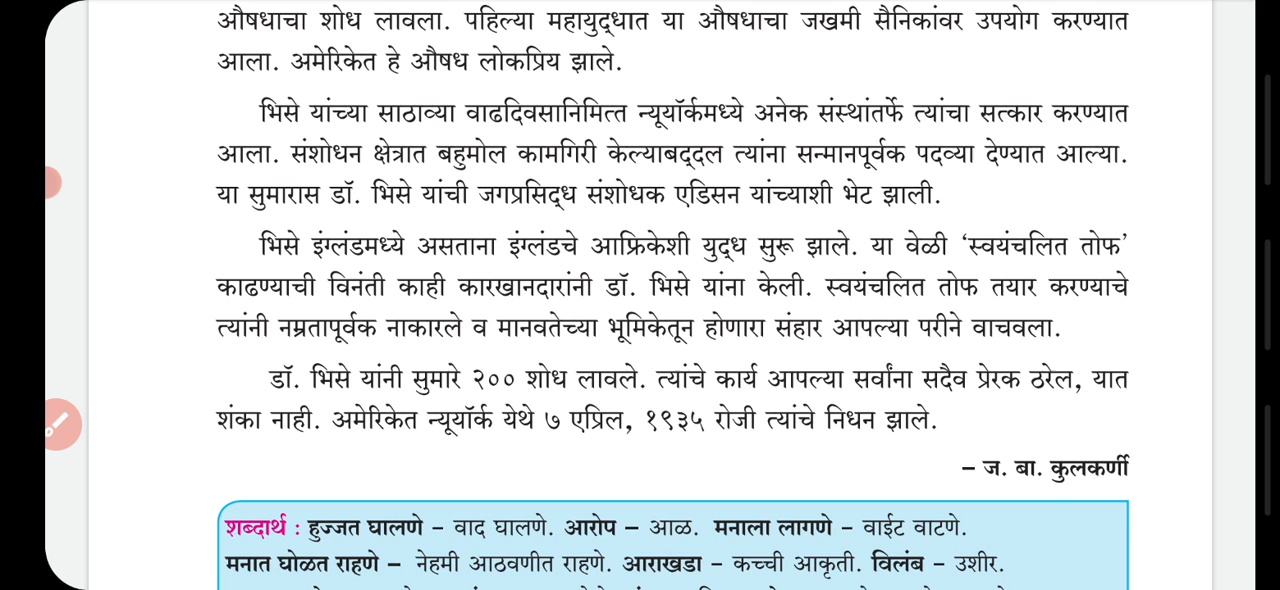 औषधाचा शोध लावला. पहिल्या महायुद्धात या औषधाचा जखमी सैनिकांवर उपयोग करण्यात
आला. अमेरिकेत हे औषध लोकप्रिय झाले.
भिसे यांच्या साठाव्या वाढदिवसानिमित्त न्यूयॉर्कमध्ये अनेक संस्थांतर्फे त्यांचा सत्कार करण्यात
आला. संशोधन क्षेत्रात बहुमोल कामगिरी केल्याबद्दल त्यांना सन्मानपूर्वक पदव्या देण्यात आल्या.
या सुमारास डॉ. भिसे यांची जगप्रसिद्ध संशोधक एडिसन यांच्याशी भेट झाली.
भिसे इंग्लंडमध्ये असताना इंग्लंडचे आफ्रिकेशी युद्ध सुरू झाले. या वेळी ‘स्वयंचलित तोफ’
काढण्याची विनंती काही कारखानदारांनी डॉ. भिसे यांना केली. स्वयंचलित तोफ तयार करण्याचे
त्यांनी नम्रतापूर्वक नाकारले व मानवतेच्या भूमिकेतून होणारा संहार आपल्या परीने वाचवला.
डॉ. भिसे यांनी सुमारे २०० शोध लावले. त्यांचे कार्य आपल्या सर्वांना सदैव प्रेरक ठरेल, यात
शंका नाही. अमेरिकेत न्यूयॉर्क येथे ७ एप्रिल, १९३५ रोजी त्यांचे निधन झाले.
– ज. बा. कुलकर्णी
शब्दार्थ : हुज्जत घालणे – वाद घालणे. आरोप – आळ. मनाला लागणे – वाईट वाटणे.
मनात घोळत राहणे – नेहमी आठवणीत राहणे. आराखडा – कच्ची आकृती. विलंब – उशीर.